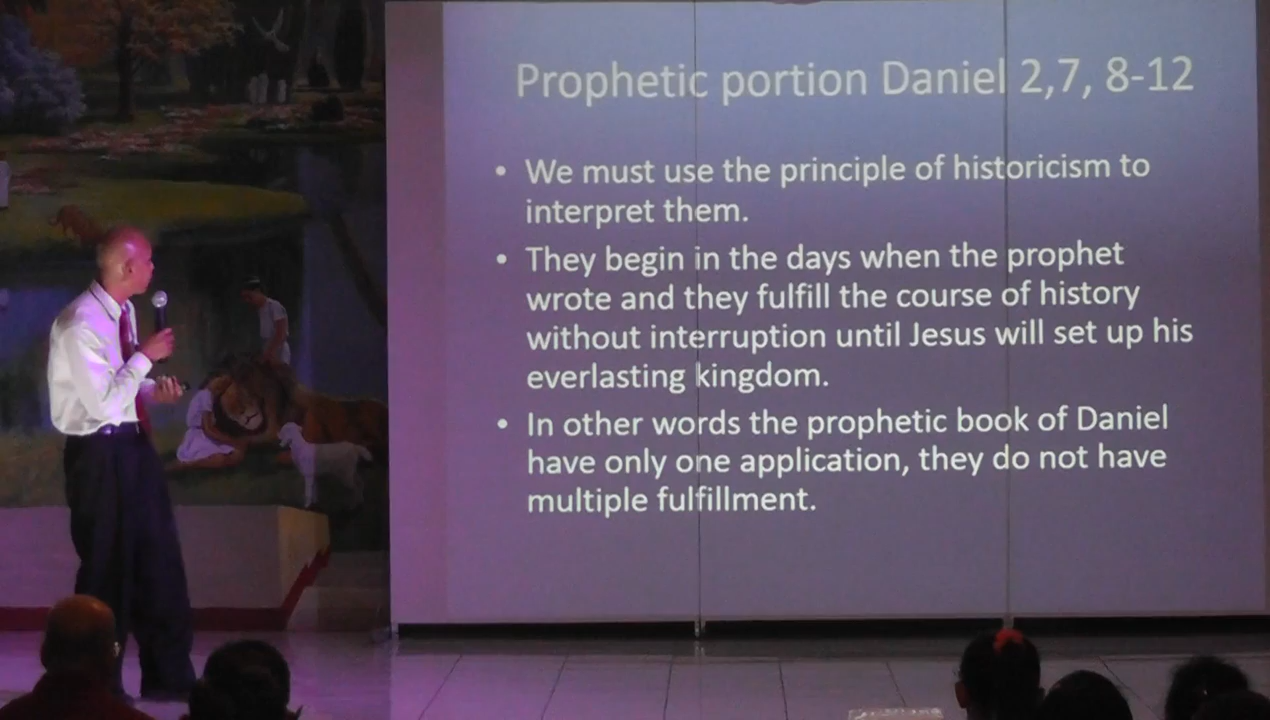 Prophetic portion Daniel 2,7, 8-12
• We must use the principle of historicism to
interpret them.
• They begin in the days when the prophet
wrote and they fulfill the course of history
without interruption until Jesus will set up his
everlasting kingdom.
• In other words the prophetic book of Daniel
have only one application, they do not have
multiple fulfillment.